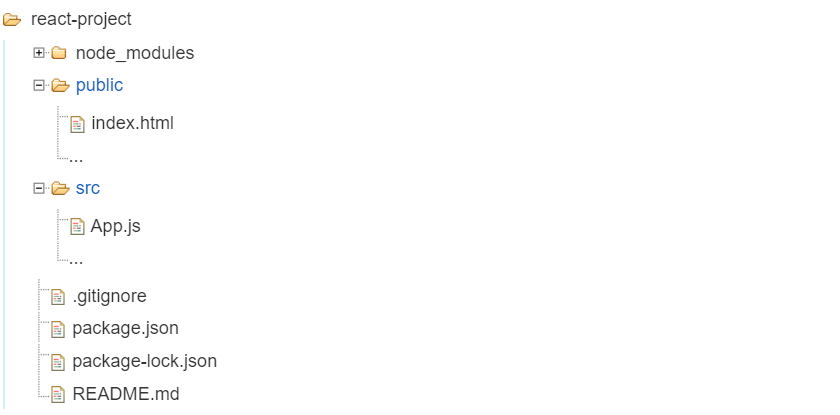 react-project
node_modules
public
index.html
...
src
App.js
...
.gitignore
package.json
package-lock.json
README.md